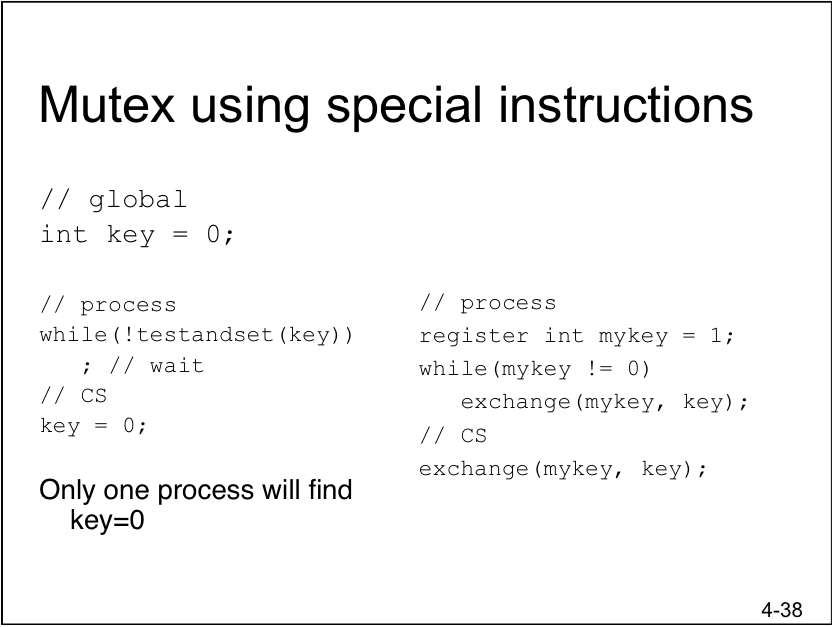 Mutex using special instructions
// global
int key = 0;
// process
while(!testandset(key))
; // wait
// CS
key = 0;
Only one process will find
key=0
// process
register int mykey = 1;
while(mykey != 0)
exchange(mykey, key);
// CS
exchange(mykey, key);
4-38